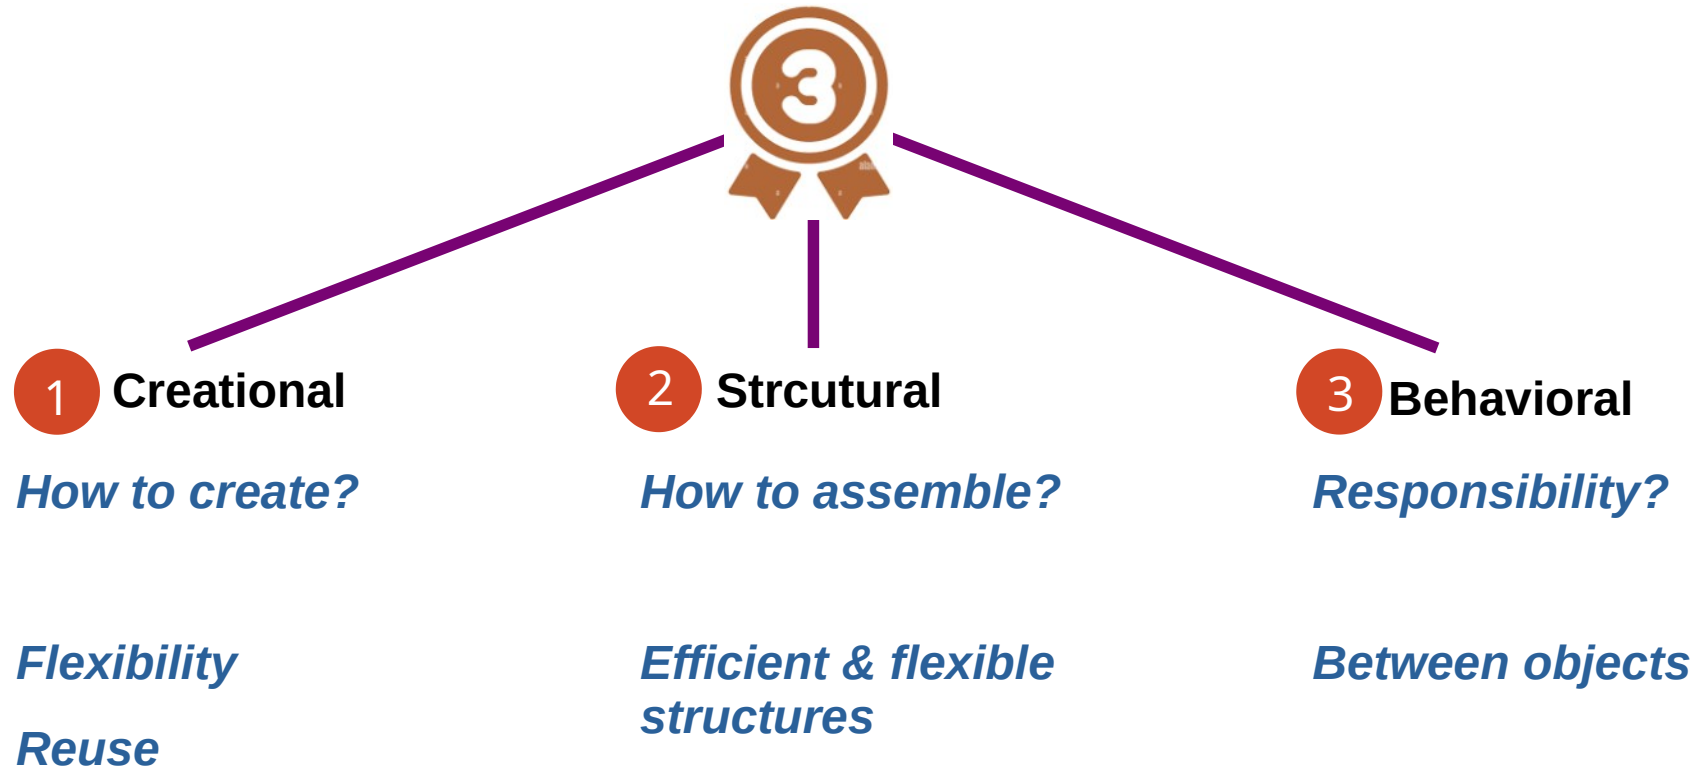 3
1 Creational
How to create?
Flexibility
Reuse
2 Strcutural
How to assemble?
Efficient & flexible
structures
3 Behavioral
Responsibility?
Between objects